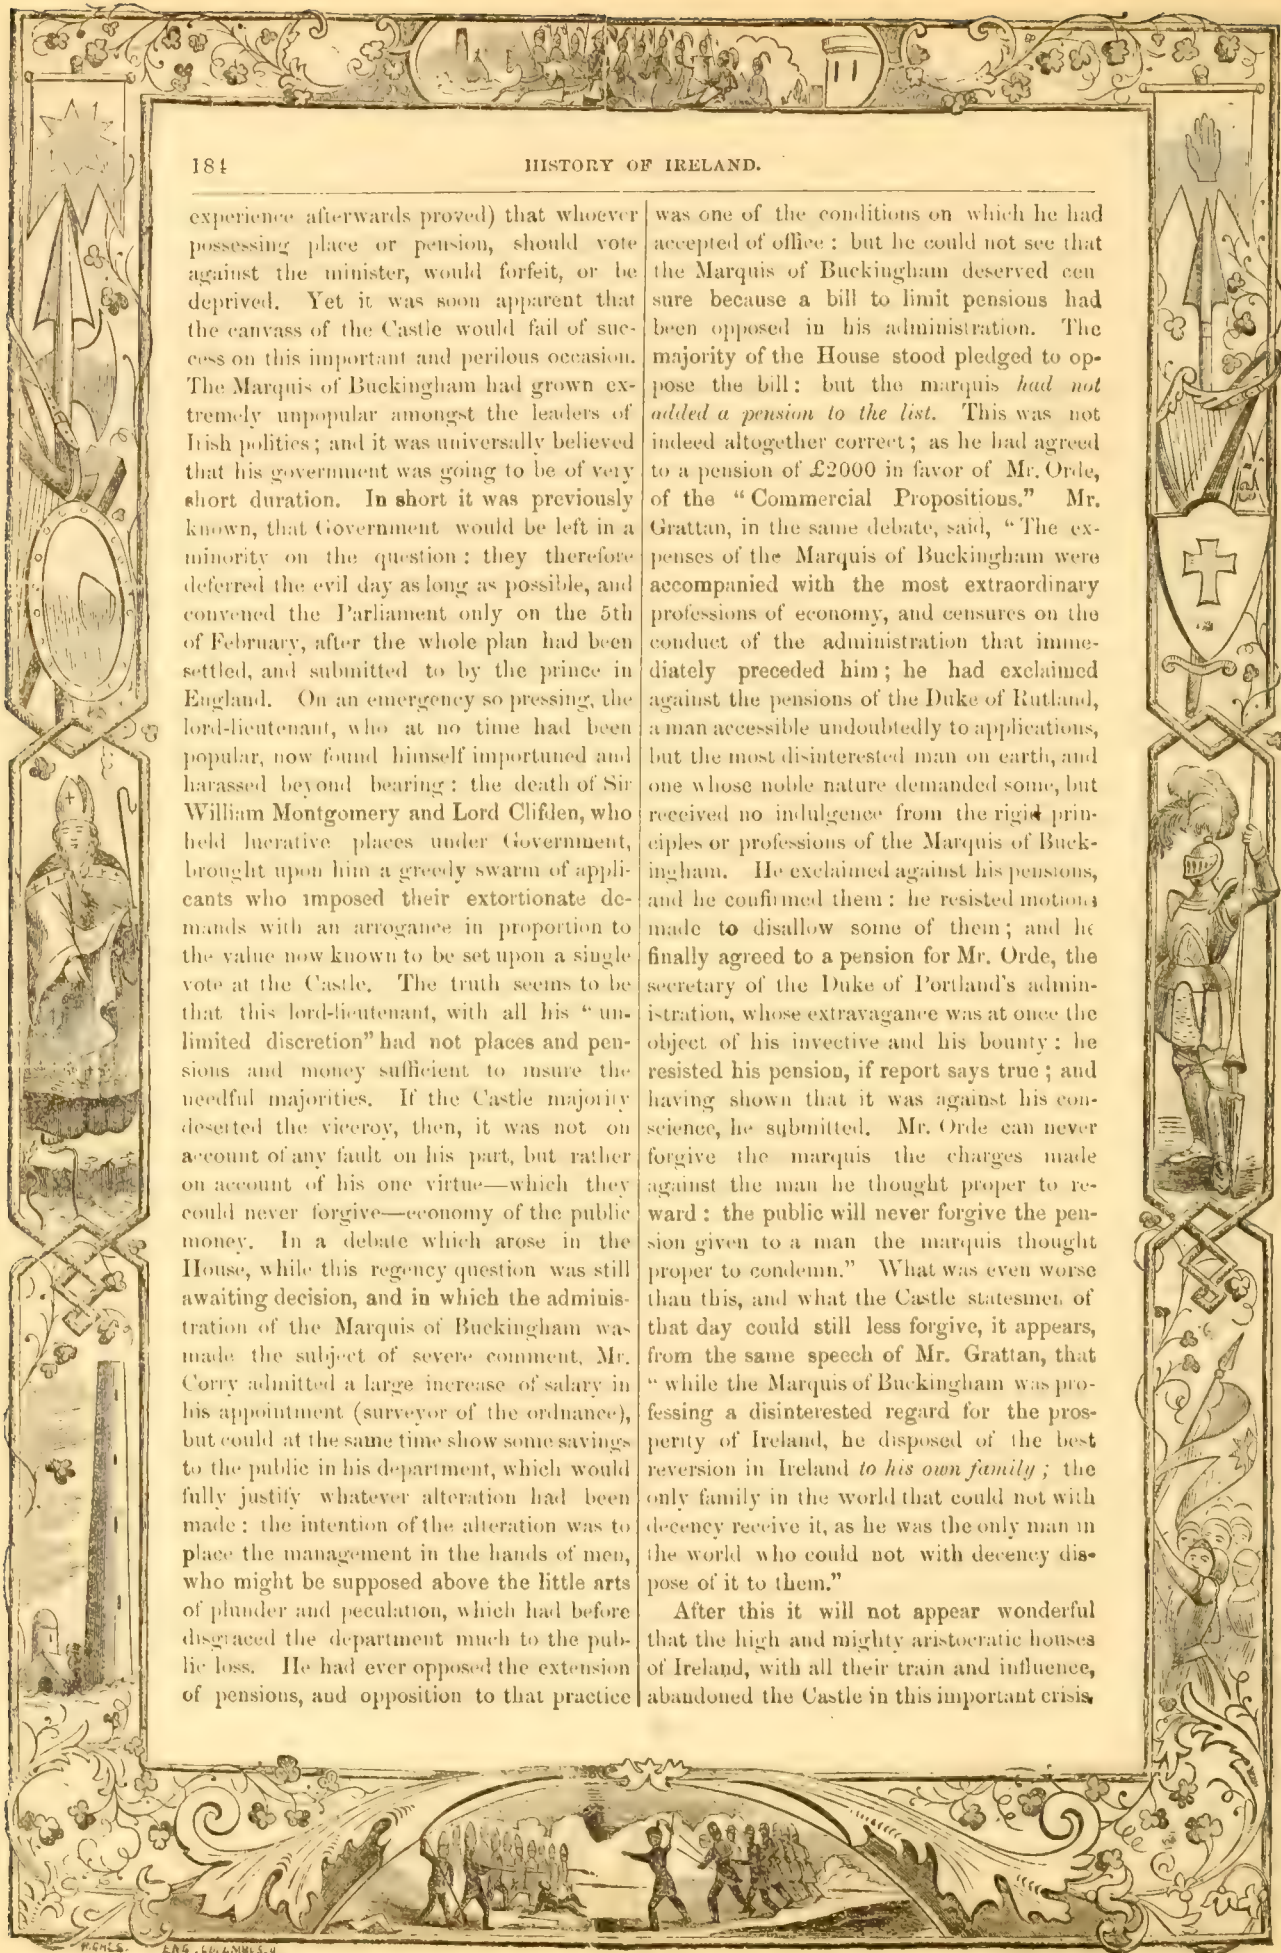 184
HISTORY OF IRELAND.
experience afterwards proved) that whoever
possessing place or pension, should vote
against the minister, would forfeit, or be
deprived. Yet it was soon apparent that
the canvass of the Castle would fail of suc-
cess on this important and perilous occasion.
The Marquis of Buckingham had grown ex-
tremely unpopular amongst the leaders of
Irish politics; and it was universally believed
that his government was going to be of very
short duration. In short it was previously
known, that Government would be left in a
minority on the question: they therefore
deferred the evil day as long as possible, and
convened the Parliament only on the 5th
of February, after the whole plan had been
settled, and submitted to by the prince in
England. On an emergency so pressing, the
lord-lieutenant, who at no time had been
popular, now found himself importuned and
harassed beyond bearing: the death of Sir
William Montgomery and Lord Clifden, who
held lucrative places under Government,
brought upon him a greedy swarm of appli-
cants who imposed their extortionate de-
mands with an arrogance in proportion to
the value now known to be set upon a single
vote at the Castle. The truth seems to be
that this lord-lieutenant, with all his "un-
limited discretion" had not places and pen-
sions and money sufficient to insure the
needful majorities. If the Castle majority
deserted the viceroy, then, it was not on
account of any fault on his part, but rather
on account of his one virtue—which they
could never forgive—economy of the public
money. In a debate which arose in the
House, while this regency question was still
awaiting decision, and in which the adminis-
tration of the Marquis of Buckingham was
made the subject of severe comment, Mr.
Corry admitted a large increase of salary in
his appointment (surveyor of the ordnance),
but could at the same time show some savings
to the public in his department, which would
fully justify whatever alteration had been
made: the intention of the alteration was to
place the management in the hands of men,
who might be supposed above the little arts
of plunder and peculation, which had before
disgraced the department much to the pub-
lic loss. He had ever opposed the extension
of pensions, and opposition to that practice
was one of the conditions on which he had
accepted of office: but he could not see that
the Marquis of Buckingham deserved cen
sure because a bill to limit pensions had
been opposed in his administration. The
majority of the House stood pledged to op-
pose the bill: but the marquis had not
added a pension to the list. This was not
indeed altogether correct; as he had agreed
to a pension of £2000 in favor of Mr. Orde,
of the "Commercial Propositions." Mr.
Grattan, in the same debate, said, "The ex-
penses of the Marquis of Buckingham were
accompanied with the most extraordinary
professions of economy, and censures on the
conduct of the administration that imme-
diately preceded him; he had exclaimed
against the pensions of the Duke of Rutland,
a man accessible undoubtedly to applications,
but the most disinterested man on earth, and
one whose noble nature demanded some, but
received no indulgence from the rigid prin-
ciples or professions of the Marquis of Buck-
ingham. He exclaimed against his pensions,
and he confirmed them: he resisted motions
made to disallow some of them; and he
finally agreed to a pension for Mr. Orde, the
secretary of the Duke of Portland's admin-
istration, whose extravagance was at once the
object of his invective and his bounty: he
resisted his pension, if report says true; and
having shown that it was against his con-
science, he submitted. Mr. Orde can never
forgive the marquis the charges made
against the man he thought proper to re-
ward: the public will never forgive the pen-
sion given to a man the marquis thought
proper to condemn." What was even worse
than this, and what the Castle statesmen of
that day could still less forgive, it appears,
from the same speech of Mr. Grattan, that
"while the Marquis of Buckingham was pro-
fessing a disinterested regard for the pros-
perity of Ireland, he disposed of the best
reversion in Ireland to his own family; the
only family in the world that could not with
decency receive it, as he was the only man in
the world who could not with decency dis-
pose of it to them."
After this it will not appear wonderful
that the high and mighty aristocratic houses
of Ireland, with all their train and influence,
abandoned the Castle in this important crisis,